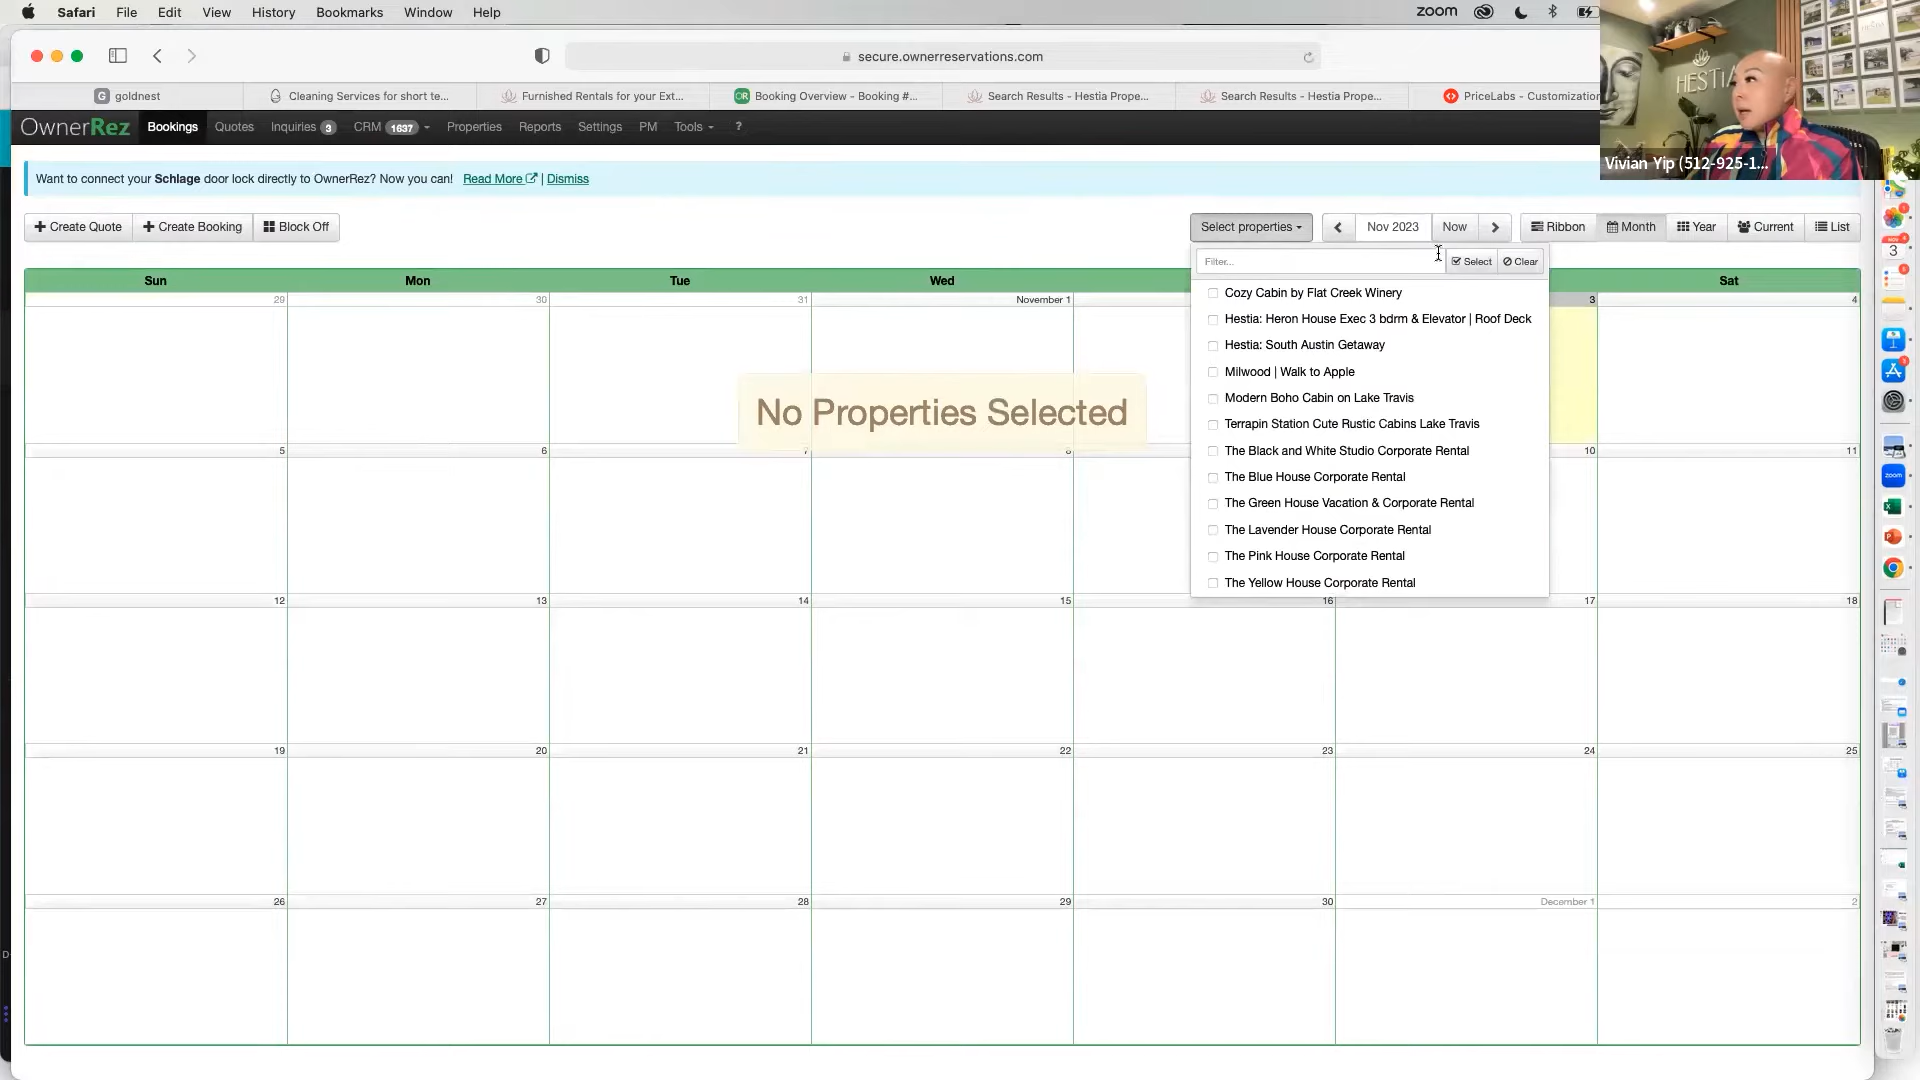 Safari File Edit View History Bookmarks Window Help
zoom
secure.ownerreservations.com
goldnest
Cleaning Services for short te...
Furnished Rentals for your Ext...
Booking Overview - Booking #...
Search Results - Hestia Prope...
Search Results - Hestia Prope...
PriceLabs - Customization
HESTIA
Vivian Yip (512-925-1...
OwnerRez Bookings Quotes Inquiries 3 CRM 1637 Properties Reports Settings PM Tools ?
Want to connect your Schlage door lock directly to OwnerRez? Now you can! Read More | Dismiss
Create Quote Create Booking Block Off
Select properties Nov 2023 Now Ribbon Month Year Current List
Filter... Select Clear
Sun Mon Tue Wed Sat
29 30 31 November 1 3 4
Cozy Cabin by Flat Creek Winery
Hestia: Heron House Exec 3 bdrm & Elevator | Roof Deck
Hestia: South Austin Getaway
Milwood | Walk to Apple
Modern Boho Cabin on Lake Travis
Terrapin Station Cute Rustic Cabins Lake Travis
The Black and White Studio Corporate Rental
The Blue House Corporate Rental
The Green House Vacation & Corporate Rental
The Lavender House Corporate Rental
The Pink House Corporate Rental
The Yellow House Corporate Rental
No Properties Selected
5 6 7 8 10 11
12 13 14 15 16 17 18
19 20 21 22 23 24 25
26 27 28 29 30 December 1 2